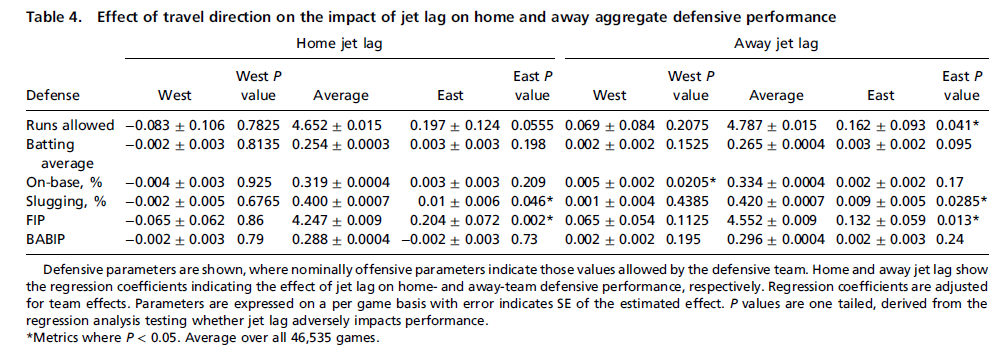 Table 4. Effect of travel direction on the impact of jet lag on home and away aggregate defensive performance
Home jet lag Away jet lag
West P West P East P East P
Defense West value Average East value West value Average East value
Runs allowed −0.083 ± 0.106 0.7825 4.652 ± 0.015 0.197 ± 0.124 0.0555 0.069 ± 0.084 0.2075 4.787 ± 0.015 0.162 ± 0.093 0.041*
Batting −0.002 ± 0.003 0.8135 0.254 ± 0.0003 0.003 ± 0.003 0.198 0.002 ± 0.002 0.1525 0.265 ± 0.0004 0.003 ± 0.002 0.095
average
On-base, % −0.004 ± 0.003 0.925 0.319 ± 0.0004 0.003 ± 0.003 0.209 0.005 ± 0.002 0.0205* 0.334 ± 0.0004 0.002 ± 0.002 0.17
Slugging, % −0.002 ± 0.005 0.6765 0.400 ± 0.0007 0.01 ± 0.006 0.046* 0.001 ± 0.004 0.4385 0.420 ± 0.0007 0.009 ± 0.005 0.0285*
FIP −0.065 ± 0.062 0.86 4.247 ± 0.009 0.204 ± 0.072 0.002* 0.065 ± 0.054 0.1125 4.552 ± 0.009 0.132 ± 0.059 0.013*
BABIP −0.002 ± 0.003 0.79 0.288 ± 0.0004 −0.002 ± 0.003 0.73 0.002 ± 0.002 0.195 0.296 ± 0.0004 0.002 ± 0.003 0.24
Defensive parameters are shown, where nominally offensive parameters indicate those values allowed by the defensive team. Home and away jet lag show
the regression coefficients indicating the effect of jet lag on home- and away-team defensive performance, respectively. Regression coefficients are adjusted
for team effects. Parameters are expressed on a per game basis with error indicates SE of the estimated effect. P values are one tailed, derived from the
regression analysis testing whether jet lag adversely impacts performance.
*Metrics where P < 0.05. Average over all 46,535 games.